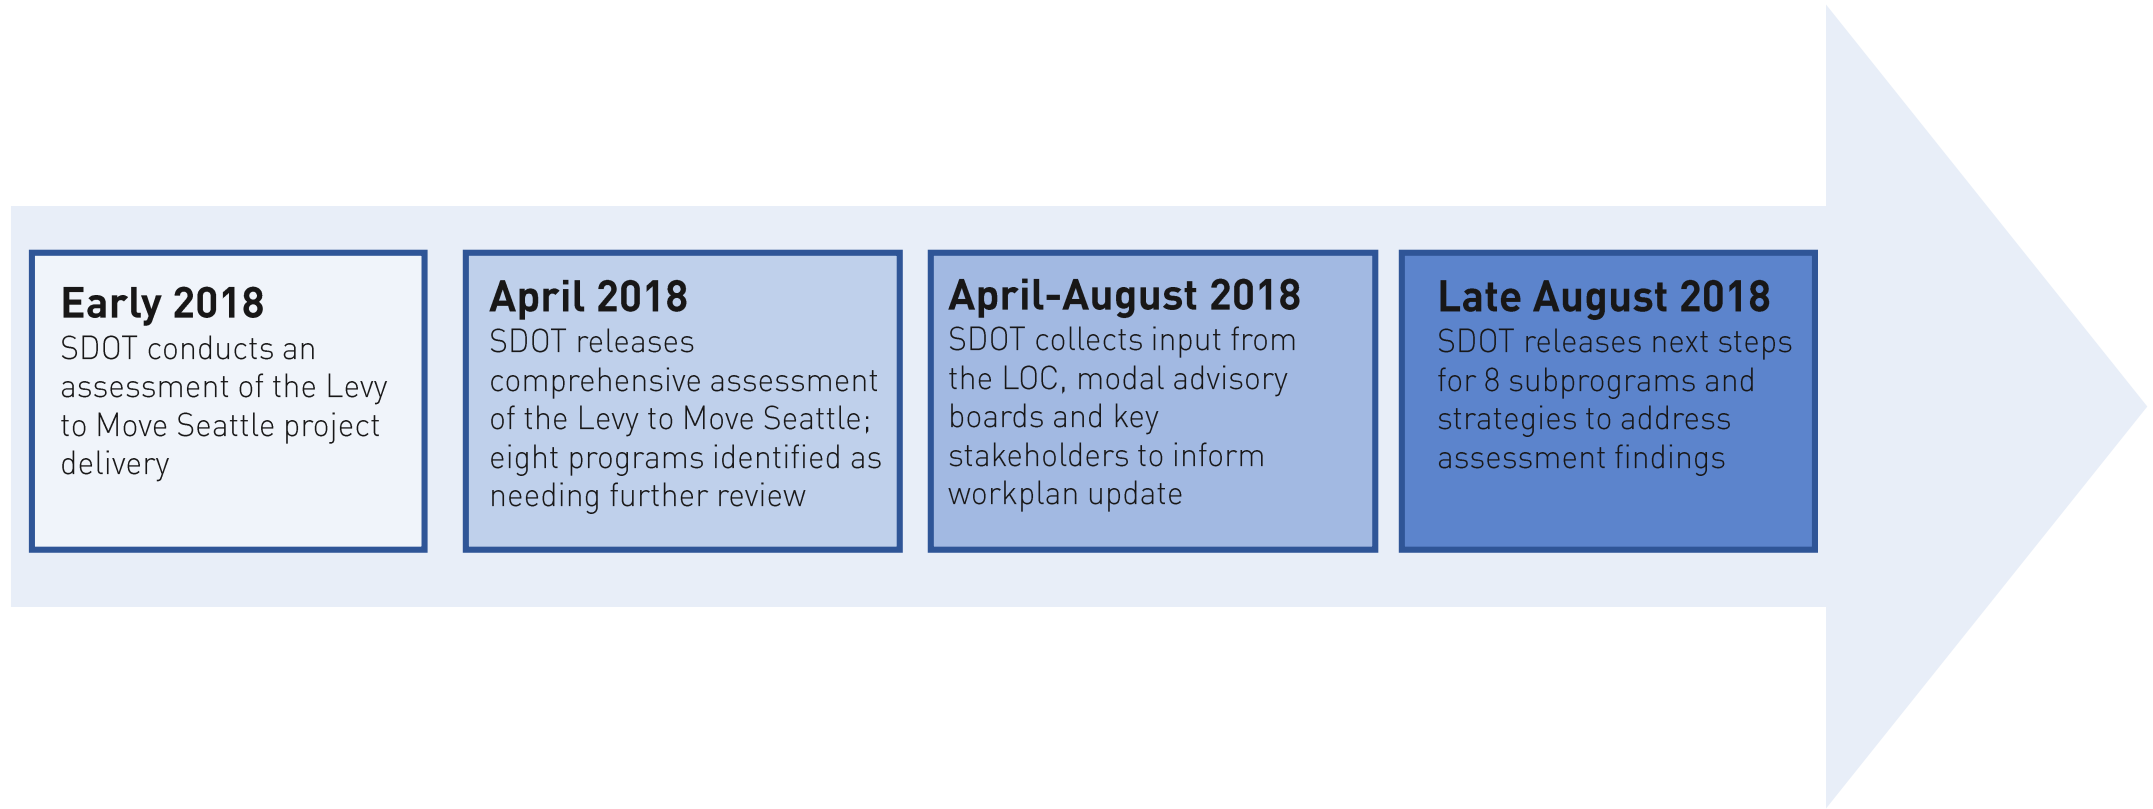 Early 2018
SDOT conducts an
assessment of the Levy
to Move Seattle project
delivery
April 2018
SDOT releases
comprehensive assessment
of the Levy to Move Seattle;
eight programs identified as
needing further review
April-August 2018
SDOT collects input from
the LOC, modal advisory
boards and key
stakeholders to inform
workplan update
Late August 2018
SDOT releases next steps
for 8 subprograms and
strategies to address
assessment findings